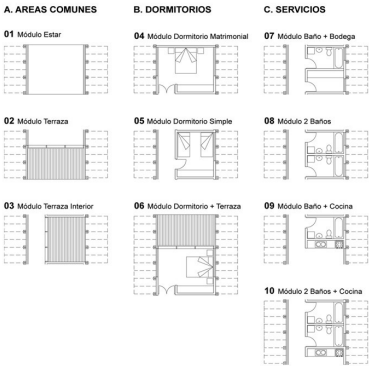 A. AREAS COMUNES
01 Módulo Estar
02 Módulo Terraza
03 Módulo Terraza Interior
B. DORMITORIOS
04 Módulo Dormitorio Matrimonial
05 Módulo Dormitorio Simple
06 Módulo Dormitorio + Terraza
C. SERVICIOS
07 Módulo Baño + Bodega
08 Módulo 2 Baños
09 Módulo Baño + Cocina
10 Módulo 2 Baños + Cocina